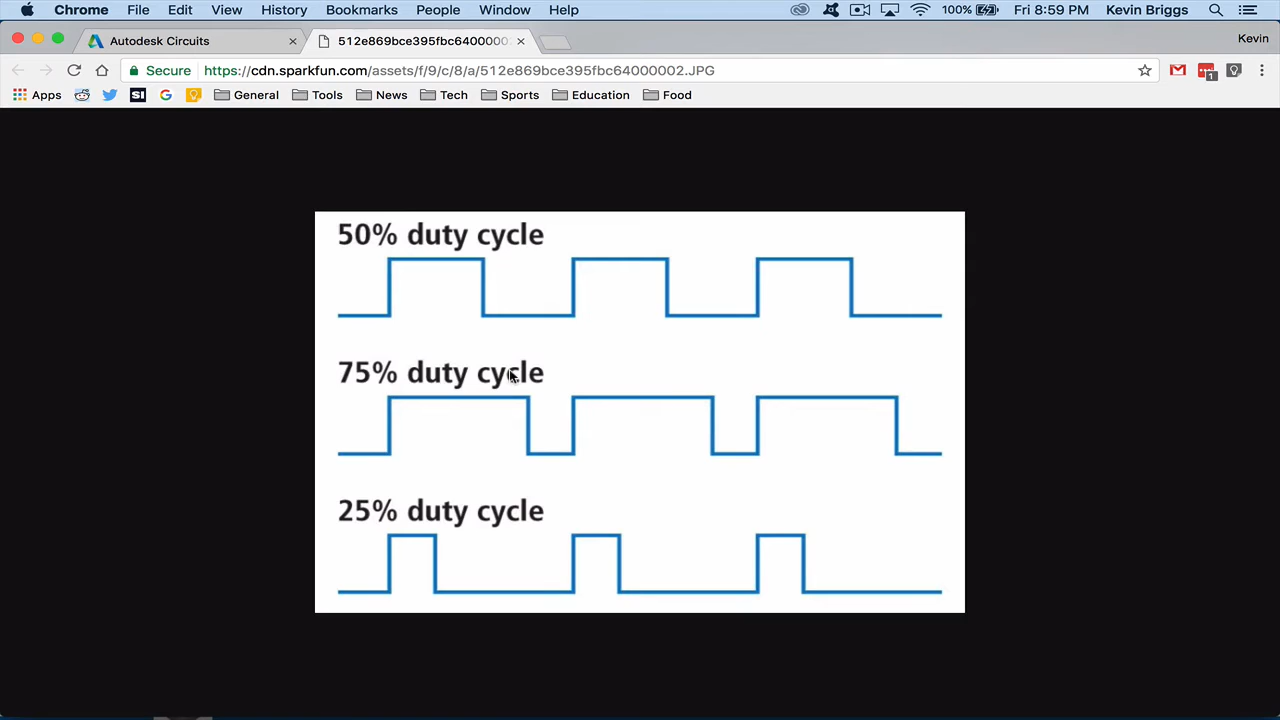 Chrome File Edit View History Bookmarks People Window Help 100% Fri 8:59 PM Kevin Briggs
Autodesk Circuits 512e869bce395fbc6400000 Kevin
Secure https://cdn.sparkfun.com/assets/f/9/c/8/a/512e869bce395fbc64000002.JPG 1
Apps SI G General Tools News Tech Sports Education Food
50% duty cycle
75% duty cycle
25% duty cycle